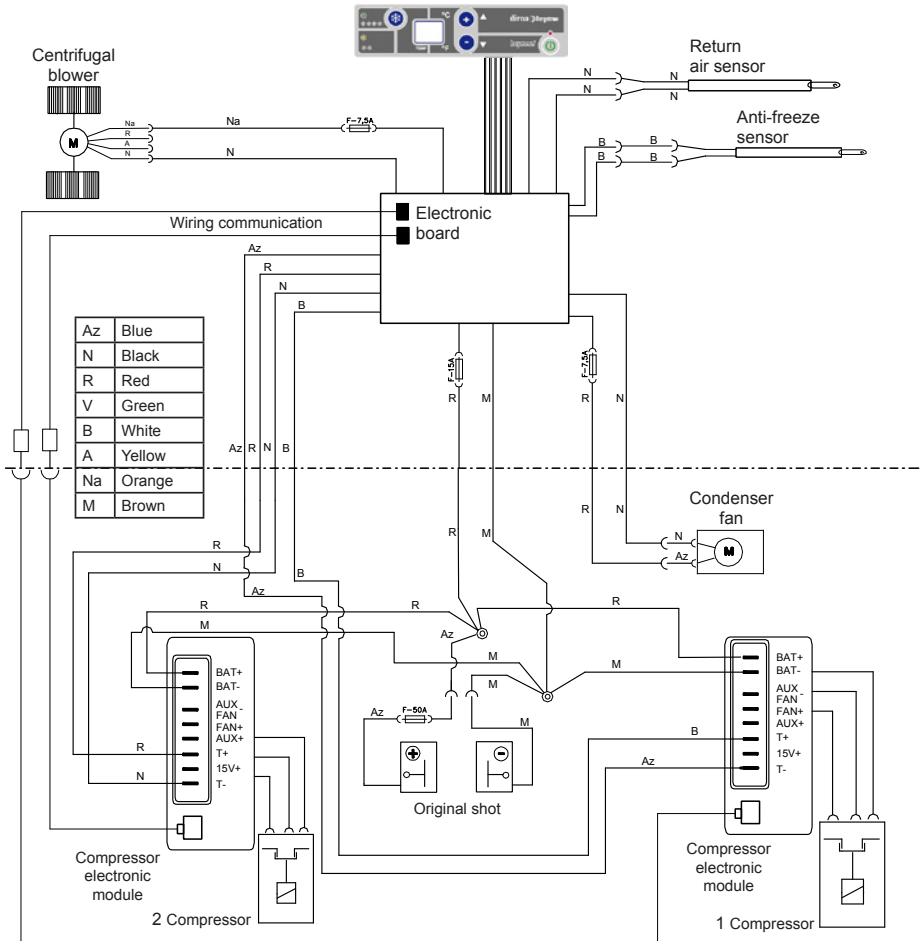 °C
°F
dirna Bergstrom
bycool
Centrifugal
blower
M
Na
R
A
N
Na
N
F-7,5A
Return
air sensor
N
N
N
N
Anti-freeze
sensor
B
B
B
B
Electronic
board
Wiring communication
Az
R
N
B
Az Blue
N Black
R Red
V Green
B White
A Yellow
Na Orange
M Brown
F-15A
F-7,5A
R
M
R
N
Az
R
N
B
R
M
R
N
Condenser
fan
N
Az
M
R
N
B
Az
R
M
R
Az
R
M
M
M
BAT+
BAT-
AUX -
FAN
FAN+
AUX+
T+
15V+
T-
R
N
Az
F-50A
M
Original shot
B
Az
BAT+
BAT-
AUX -
FAN
FAN+
AUX+
T+
15V+
T-
Compressor
electronic
module
2 Compressor
Compressor
electronic
module
1 Compressor